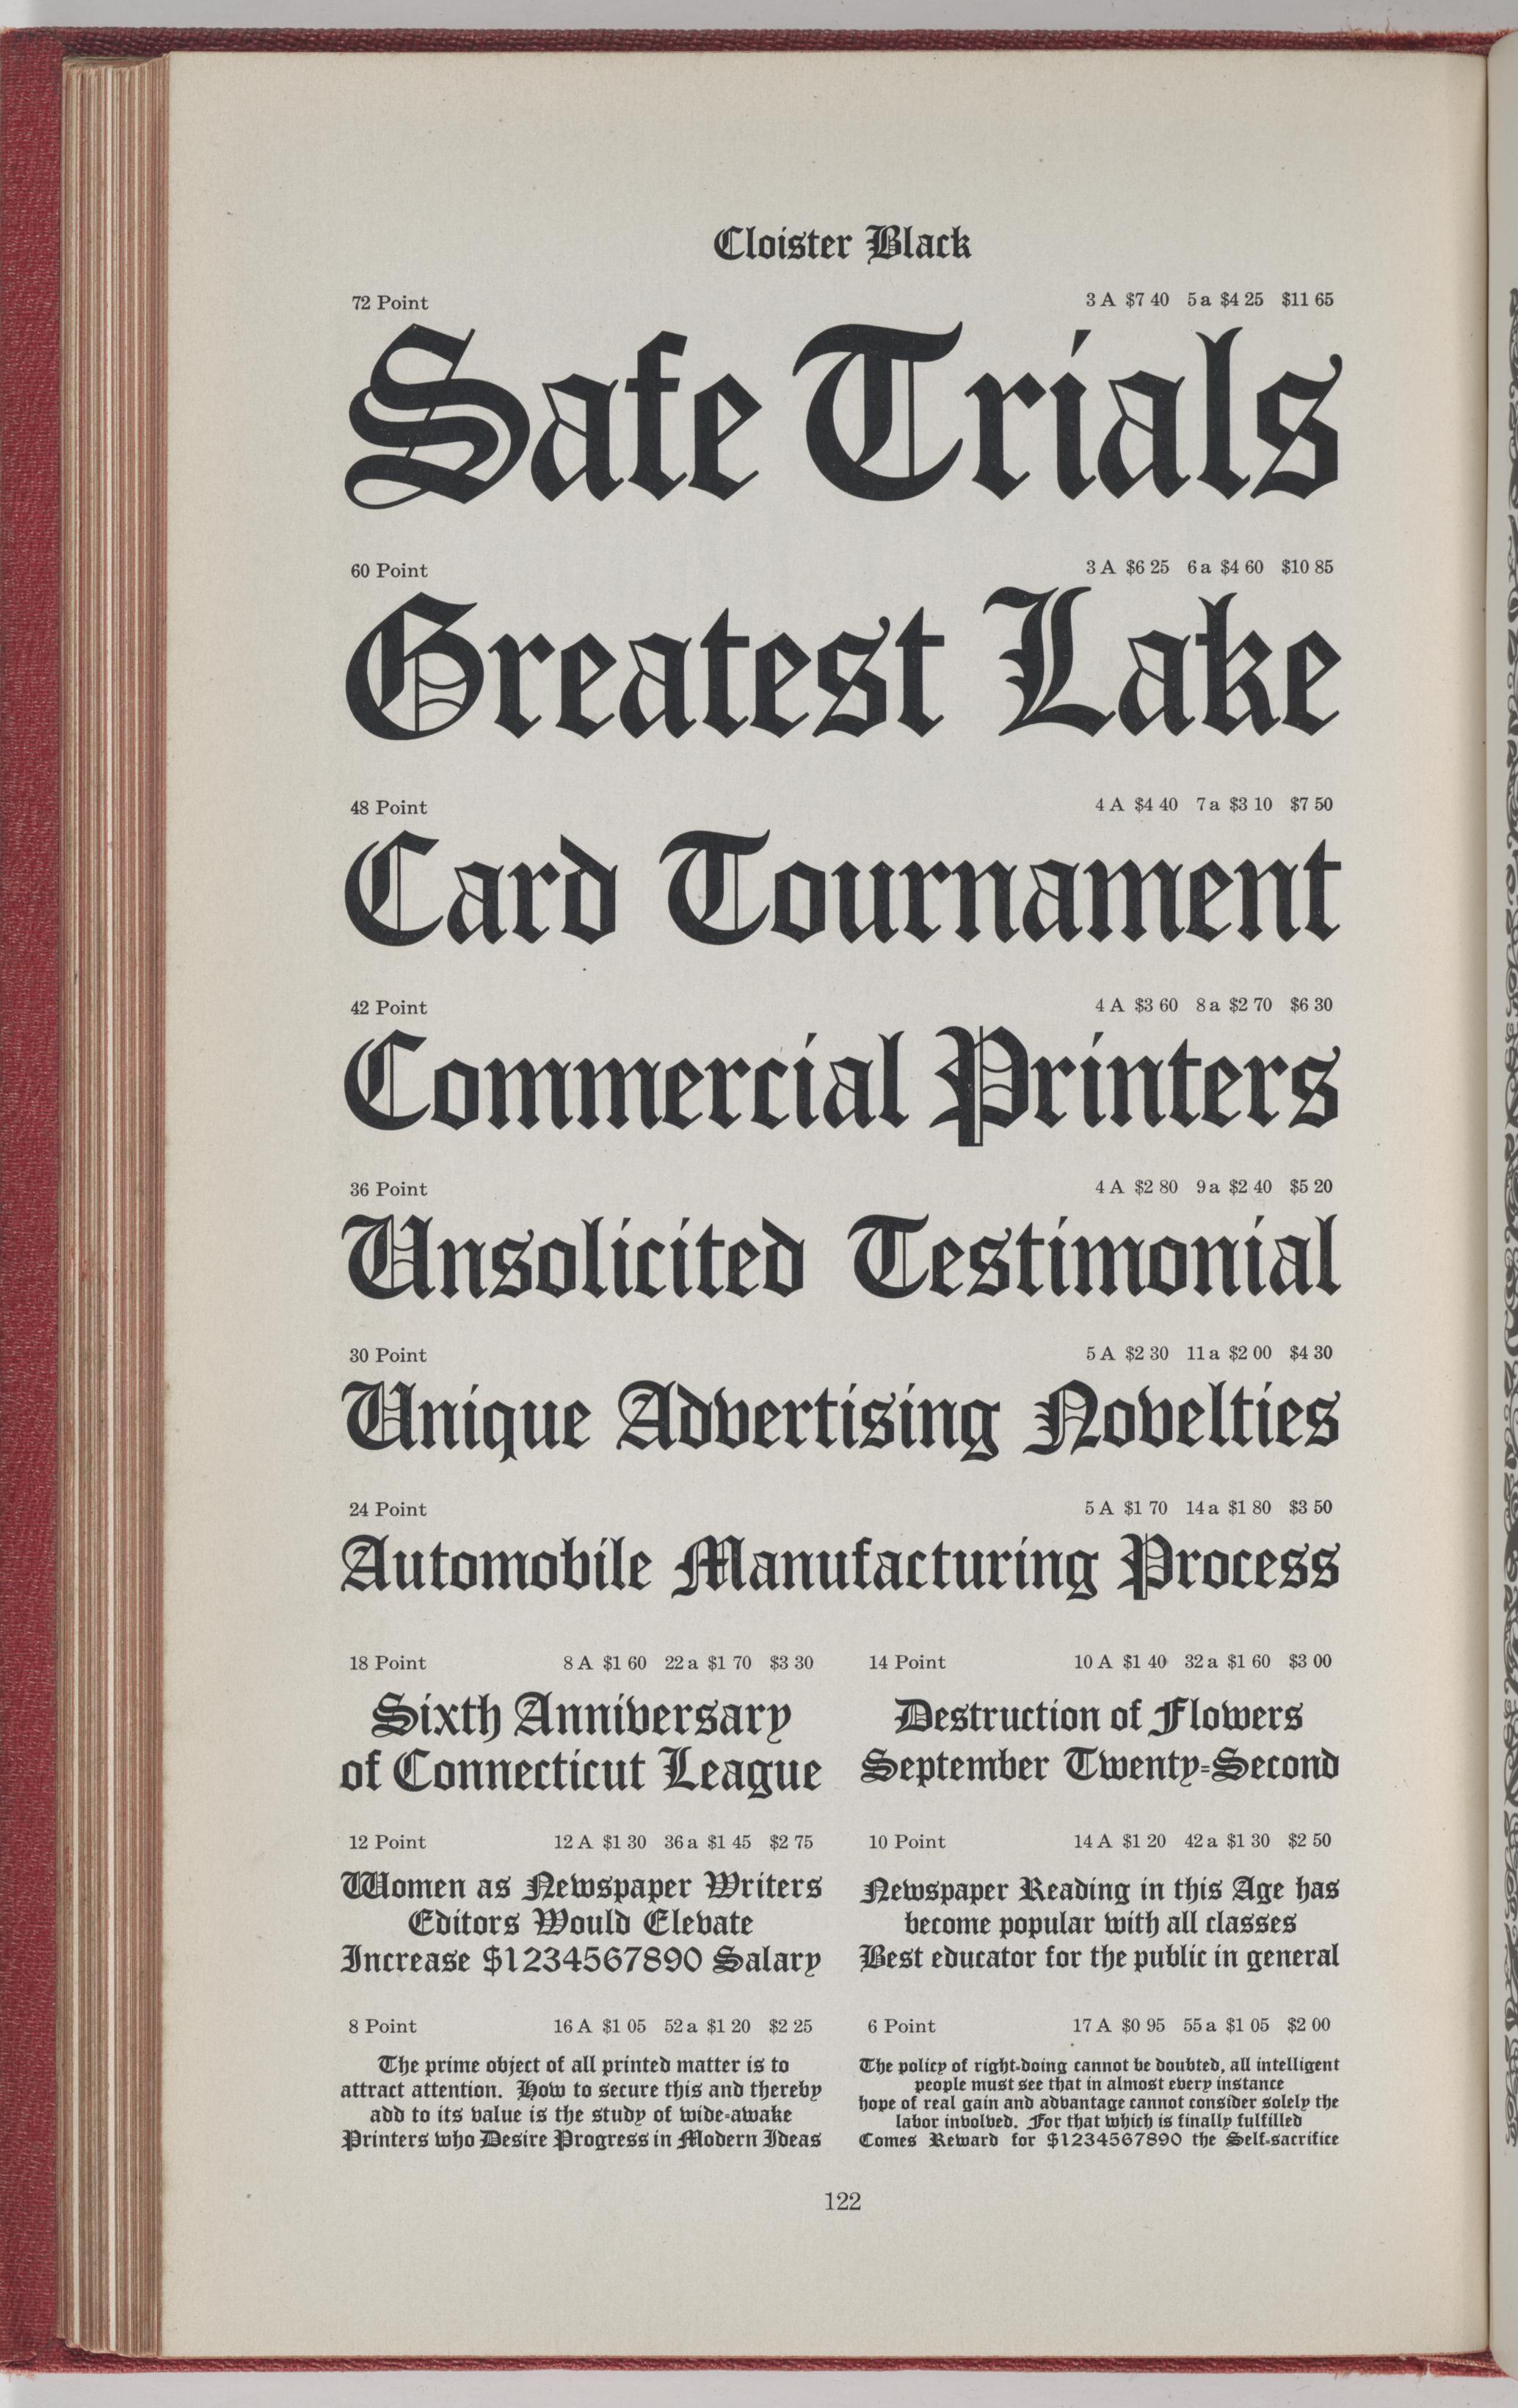 Cloister Black
72 Point 3 A $7 40 5 a $4 25 $11 65
Safe Trials
60 Point 3 A $6 25 6 a $4 60 $10 85
Greatest Lake
48 Point 4 A $4 40 7 a $3 10 $7 50
Card Tournament
42 Point 4 A $3 60 8 a $2 70 $6 30
Commercial Printers
36 Point 4 A $2 80 9 a $2 40 $5 20
Unsolicited Testimonial
30 Point 5 A $2 30 11 a $2 00 $4 30
Unique Advertising Novelties
24 Point 5 A $1 70 14 a $1 80 $3 50
Automobile Manufacturing Process
18 Point 8 A $1 60 22 a $1 70 $3 30
Sixth Anniversary
of Connecticut League
14 Point 10 A $1 40 32 a $1 60 $3 00
Destruction of Flowers
September Twenty-Second
12 Point 12 A $1 30 36 a $1 45 $2 75
Women as Newspaper Writers
Editors Would Elevate
Increase $1234567890 Salary
10 Point 14 A $1 20 42 a $1 30 $2 50
Newspaper Reading in this Age has
become popular with all classes
Best educator for the public in general
8 Point 16 A $1 05 52 a $1 20 $2 25
The prime object of all printed matter is to
attract attention. How to secure this and thereby
add to its value is the study of wide-awake
Printers who Desire Progress in Modern Ideas
6 Point 17 A $0 95 55 a $1 05 $2 00
The policy of right-doing cannot be doubted, all intelligent
people must see that in almost every instance
hope of real gain and advantage cannot consider solely the
labor involved. For that which is finally fulfilled
Comes Reward for $1234567890 the Self-sacrifice
122